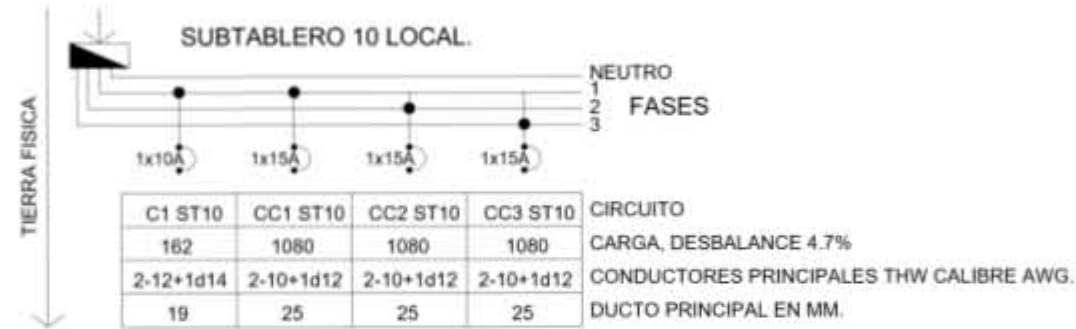 SUBTABLERO 10 LOCAL.
NEUTRO
1
2 FASES
3
TIERRA FISICA
1x10A 1x15A 1x15A 1x15A
C1 ST10 CC1 ST10 CC2 ST10 CC3 ST10 CIRCUITO
162 1080 1080 1080 CARGA, DESBALANCE 4.7%
2-12+1d14 2-10+1d12 2-10+1d12 2-10+1d12 CONDUCTORES PRINCIPALES THW CALIBRE AWG.
19 25 25 25 DUCTO PRINCIPAL EN MM.